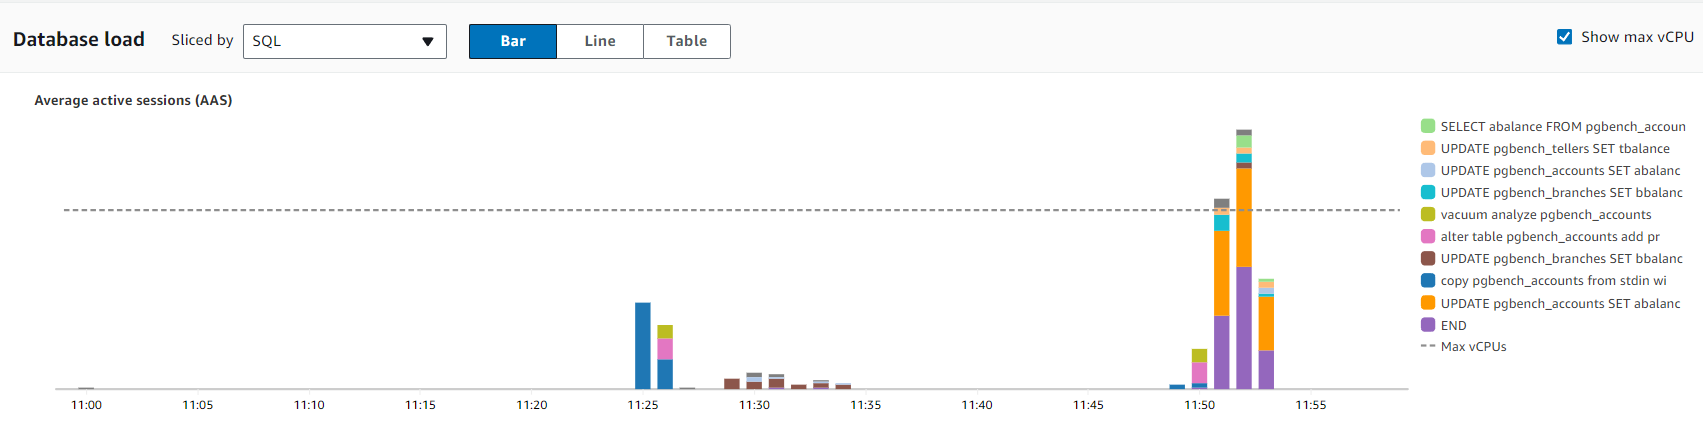 Database load Sliced by SQL Bar Line Table Show max vCPU
Average active sessions (AAS)
SELECT abalance FROM pgbench_accoun
UPDATE pgbench_tellers SET tbalance
UPDATE pgbench_accounts SET abalanc
UPDATE pgbench_branches SET bbalanc
vacuum analyze pgbench_accounts
alter table pgbench_accounts add pr
UPDATE pgbench_branches SET bbalanc
copy pgbench_accounts from stdin wi
UPDATE pgbench_accounts SET abalanc
END
Max vCPUs
11:00 11:05 11:10 11:15 11:20 11:25 11:30 11:35 11:40 11:45 11:50 11:55